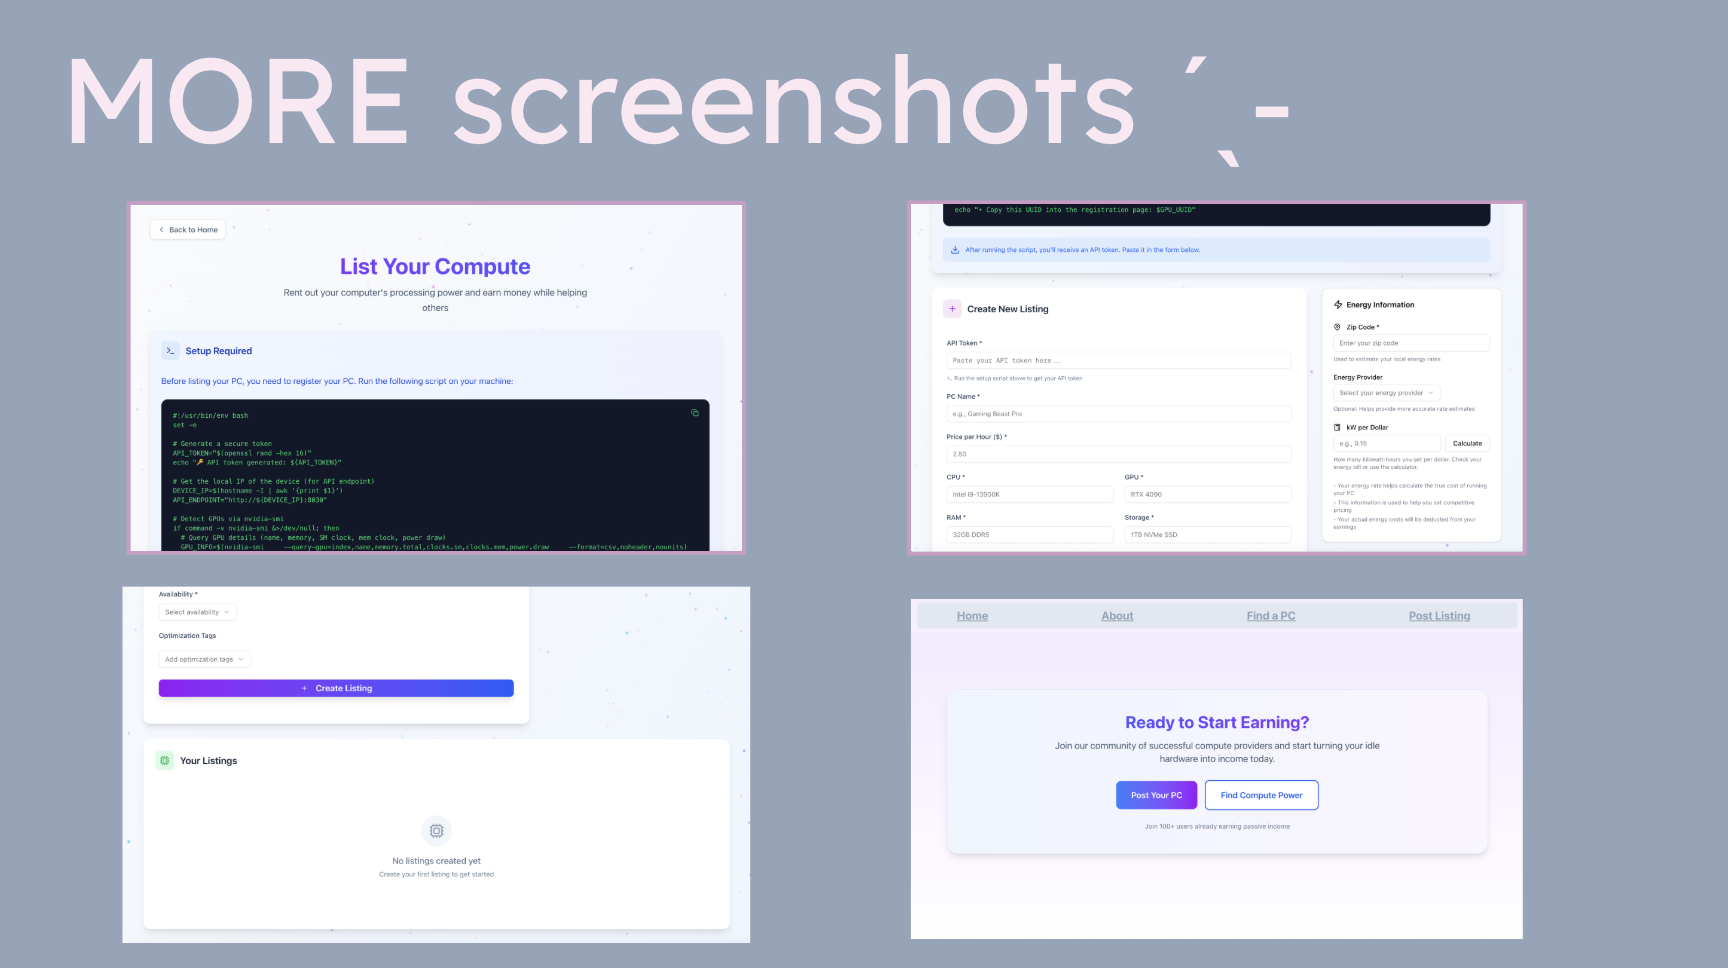 MORE screenshots ˊˎ-
Back to Home
List Your Compute
Rent out your computer's processing power and earn money while helping
others
Setup Required
Before listing your PC, you need to register your PC. Run the following script on your machine:
#!/usr/bin/env bash
set -e
# Generate a secure token
API_TOKEN="$(openssl rand -hex 16)"
echo "🔑 API token generated: ${API_TOKEN}"
# Get the local IP of the device (for API endpoint)
DEVICE_IP=$(hostname -I | awk '{print $1}')
API_ENDPOINT="http://${DEVICE_IP}:8030"
# Detect GPUs via nvidia-smi
if command -v nvidia-smi &>/dev/null; then
# Query GPU details (name, memory, SM clock, mem clock, power draw)
GPU_INFO=$(nvidia-smi --query-gpu=index,name,memory.total,clocks.sm,clocks.mem,power.draw --format=csv,noheader,nounits)
echo "• Copy this UUID into the registration page: $GPU_UUID"
After running the script, you'll receive an API token. Paste it in the form below.
Create New Listing
API Token *
Paste your API token here...
Run the setup script above to get your API token
PC Name *
e.g., Gaming Beast Pro
Price per Hour ($) *
2.50
CPU *
GPU *
Intel i9-13900K
RTX 4090
RAM *
Storage *
32GB DDR5
1TB NVMe SSD
Energy Information
Zip Code *
Enter your zip code
Used to estimate your local energy rates
Energy Provider
Select your energy provider
Optional: Helps provide more accurate rate estimates
kW per Dollar
e.g., 0.15
Calculate
How many kilowatt-hours you get per dollar. Check your
energy bill or use the calculator.
• Your energy rate helps calculate the true cost of running
your PC
• This information is used to help you set competitive
pricing
• Your actual energy costs will be deducted from your
earnings
Availability *
Select availability
Optimization Tags
Add optimization tags
+ Create Listing
Your Listings
No listings created yet
Create your first listing to get started
Home
About
Find a PC
Post Listing
Ready to Start Earning?
Join our community of successful compute providers and start turning your idle
hardware into income today.
Post Your PC
Find Compute Power
Join 100+ users already earning passive income